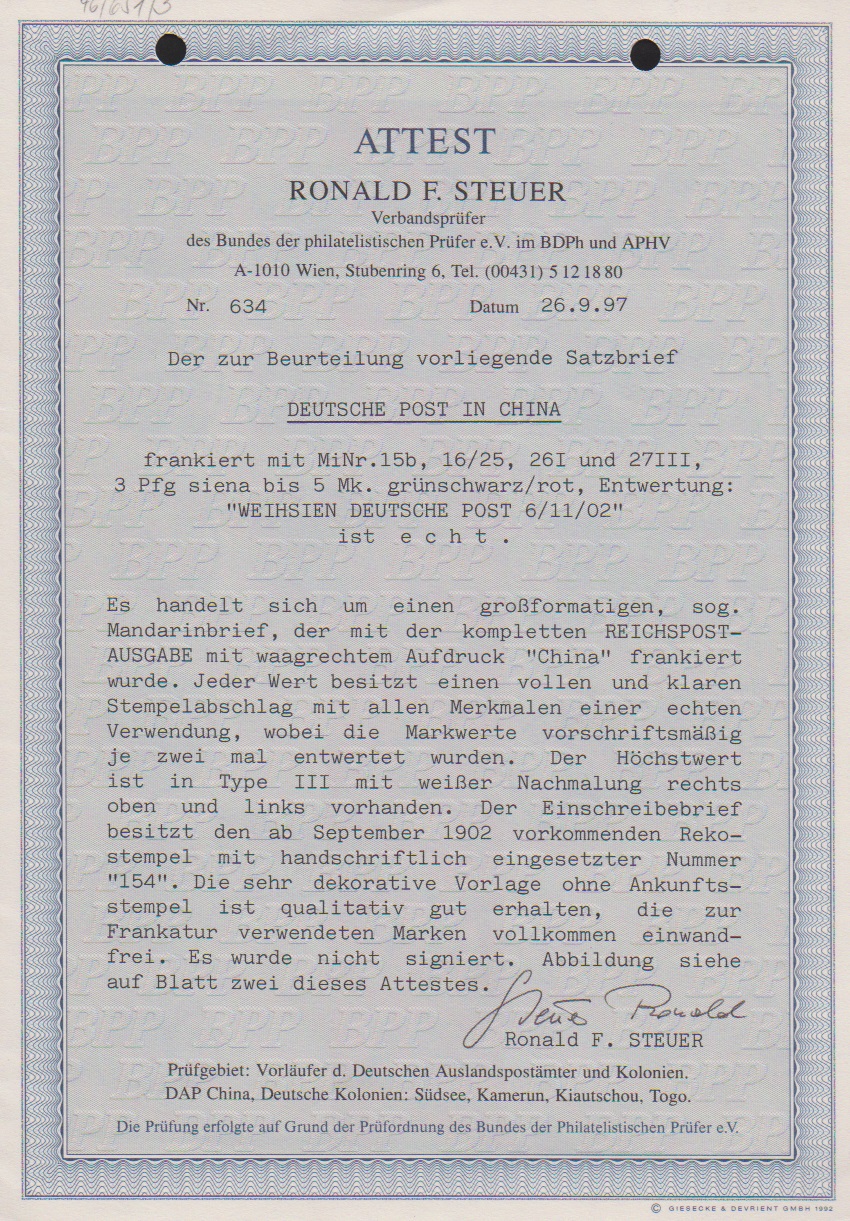 ATTEST
RONALD F. STEUER
Verbandsprüfer
des Bundes der philatelistischen Prüfer e.V. im BDPh und APHV
A-1010 Wien, Stubenring 6, Tel. (00431) 5 12 18 80
Nr. 634 Datum 26.9.97
Der zur Beurteilung vorliegende Satzbrief
DEUTSCHE POST IN CHINA
frankiert mit MiNr.15b, 16/25, 26I und 27III,
3 Pfg siena bis 5 Mk. grünschwarz/rot, Entwertung:
"WEIHSIEN DEUTSCHE POST 6/11/02"
ist e c h t .
Es handelt sich um einen großformatigen, sog.
Mandarinbrief, der mit der kompletten REICHSPOST-
AUSGABE mit waagrechtem Aufdruck "China" frankiert
wurde. Jeder Wert besitzt einen vollen und klaren
Stempelabschlag mit allen Merkmalen einer echten
Verwendung, wobei die Markwerte vorschriftsmäßig
je zwei mal entwertet wurden. Der Höchstwert
ist in Type III mit weißer Nachmalung rechts
oben und links vorhanden. Der Einschreibebrief
besitzt den ab September 1902 vorkommenden Reko-
stempel mit handschriftlich eingesetzter Nummer
"154". Die sehr dekorative Vorlage ohne Ankunfts-
stempel ist qualitativ gut erhalten, die zur
Frankatur verwendeten Marken vollkommen einwand-
frei. Es wurde nicht signiert. Abbildung siehe
auf Blatt zwei dieses Attestes.
Steuer Ronald
Ronald F. STEUER
Prüfgebiet: Vorläufer d. Deutschen Auslandspostämter und Kolonien.
DAP China, Deutsche Kolonien: Südsee, Kamerun, Kiautschou, Togo.
Die Prüfung erfolgte auf Grund der Prüfordnung des Bundes der Philatelistischen Prüfer e.V.
© GIESECKE & DEVRIENT GMBH 1992